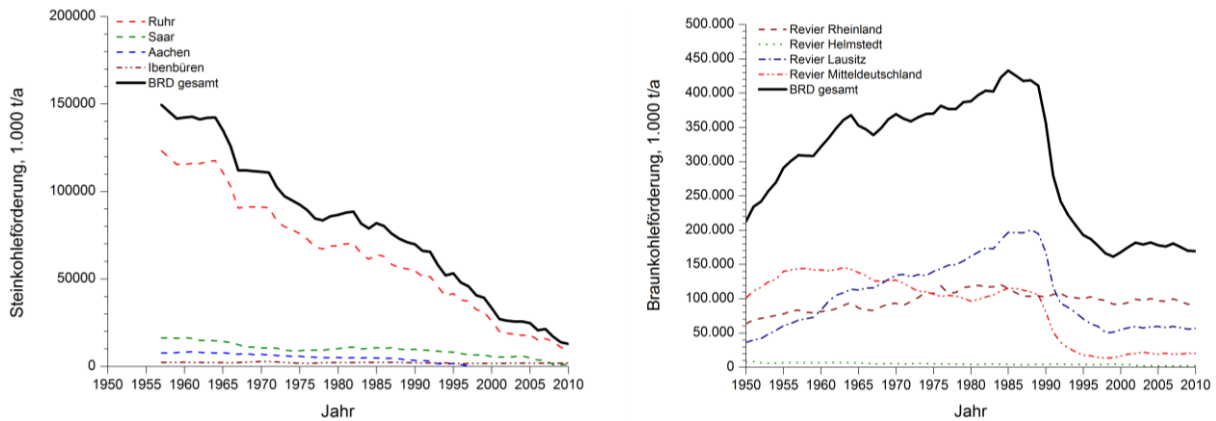 Steinkohleförderung, 1.000 t/a
200000
150000
100000
50000
0
Ruhr
Saar
Aachen
Ibenbüren
BRD gesamt
1950 1955 1960 1965 1970 1975 1980 1985 1990 1995 2000 2005 2010
Jahr
Braunkohleförderung, 1.000 t/a
500.000
450.000
400.000
350.000
300.000
250.000
200.000
150.000
100.000
50.000
0
Revier Rheinland
Revier Helmstedt
Revier Lausitz
Revier Mitteldeutschland
BRD gesamt
1950 1955 1960 1965 1970 1975 1980 1985 1990 1995 2000 2005 2010
Jahr